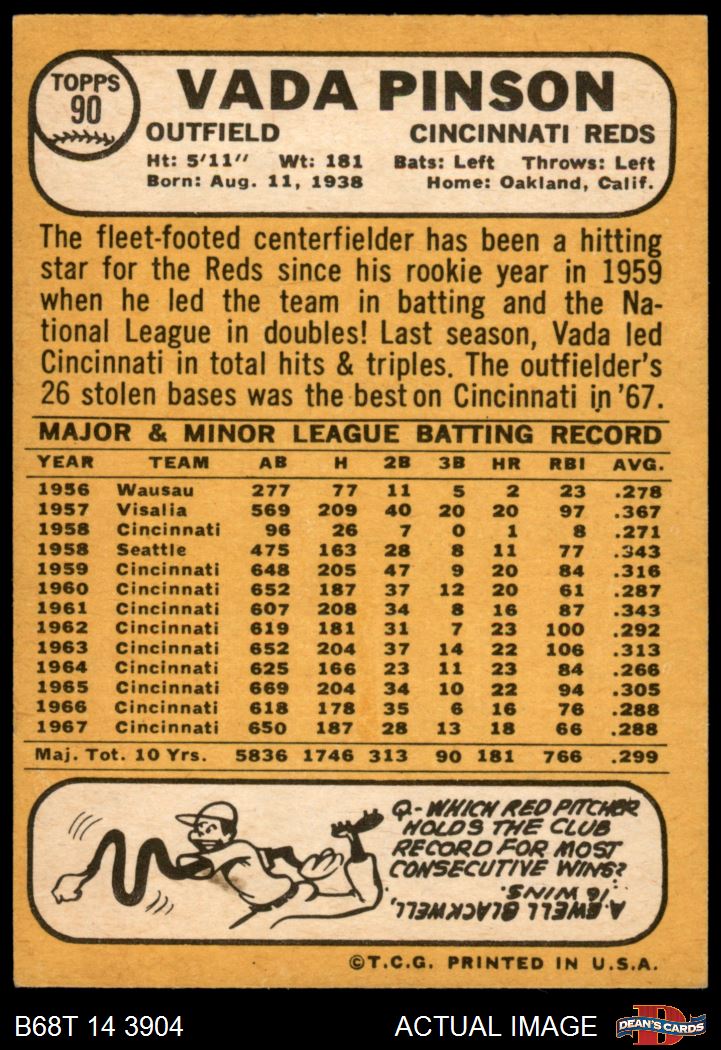 TOPPS
90
VADA PINSON
OUTFIELD CINCINNATI REDS
Ht: 5'11" Wt: 181 Bats: Left Throws: Left
Born: Aug. 11, 1938 Home: Oakland, Calif.
The fleet-footed centerfielder has been a hitting
star for the Reds since his rookie year in 1959
when he led the team in batting and the Na-
tional League in doubles! Last season, Vada led
Cincinnati in total hits & triples. The outfielder's
26 stolen bases was the best on Cincinnati in '67.
MAJOR & MINOR LEAGUE BATTING RECORD
YEAR TEAM AB H 2B 3B HR RBI AVG.
1956 Wausau 277 77 11 5 2 23 .278
1957 Visalia 569 209 40 20 20 97 .367
1958 Cincinnati 96 26 7 0 1 8 .271
1958 Seattle 475 163 28 8 11 77 .343
1959 Cincinnati 648 205 47 9 20 84 .316
1960 Cincinnati 652 187 37 12 20 61 .287
1961 Cincinnati 607 208 34 8 16 87 .343
1962 Cincinnati 619 181 31 7 23 100 .292
1963 Cincinnati 652 204 37 14 22 106 .313
1964 Cincinnati 625 166 23 11 23 84 .266
1965 Cincinnati 669 204 34 10 22 94 .305
1966 Cincinnati 618 178 35 6 16 76 .288
1967 Cincinnati 650 187 28 13 18 66 .288
Maj. Tot. 10 Yrs. 5836 1746 313 90 181 766 .299
Q- WHICH RED PITCHER
HOLDS THE CLUB
RECORD FOR MOST
CONSECUTIVE WINS?
A. EWELL BLACKWELL,
16 WINS.
©T.C.G. PRINTED IN U.S.A.
B68T 14 3904 ACTUAL IMAGE
D
DEAN'S CARDS